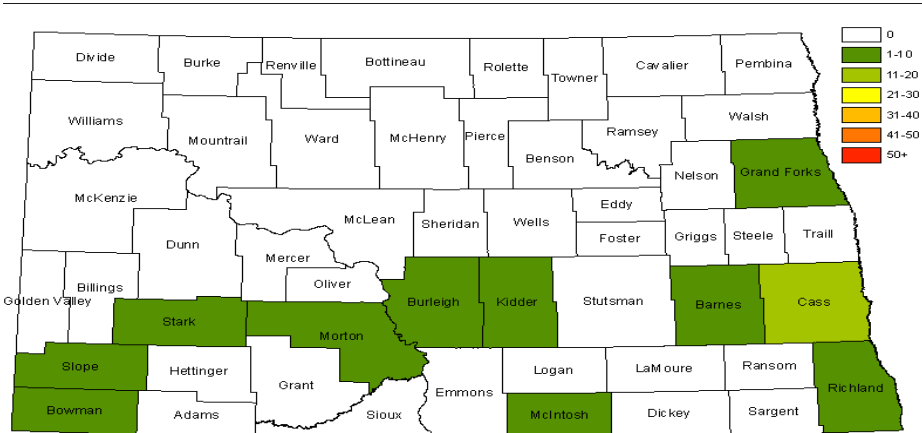 0
1-10
11-20
21-30
31-40
41-50
50+
Divide
Burke
Renville
Bottineau
Rolette
Towner
Cavalier
Pembina
Williams
Mountrail
Ward
McHenry
Pierce
Benson
Ramsey
Walsh
McKenzie
Nelson
Grand Forks
Dunn
McLean
Sheridan
Wells
Eddy
Foster
Griggs
Steele
Traill
Mercer
Oliver
Golden Valley
Billings
Stark
Morton
Burleigh
Kidder
Stutsman
Barnes
Cass
Slope
Hettinger
Grant
Emmons
Logan
LaMoure
Ransom
Richland
Bowman
Adams
Sioux
McIntosh
Dickey
Sargent